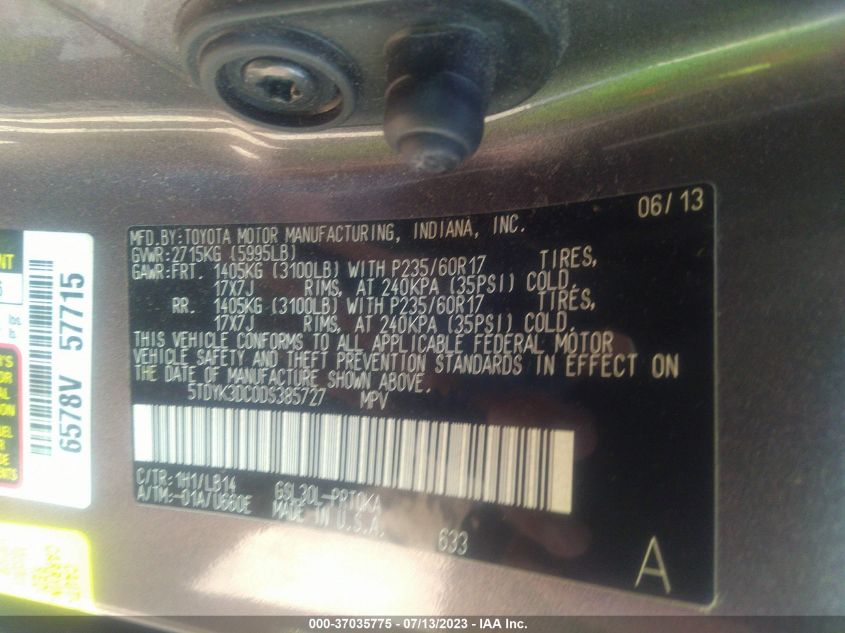 06/13
MFD.BY:TOYOTA MOTOR MANUFACTURING, INDIANA, INC.
GVWR:2715KG (5995LB)
GAWR:FRT. 1405KG (3100LB) WITH P235/60R17 TIRES,
17X7J RIMS, AT 240KPA (35PSI) COLD.
RR. 1405KG (3100LB) WITH P235/60R17 TIRES,
17X7J RIMS, AT 240KPA (35PSI) COLD.
THIS VEHICLE CONFORMS TO ALL APPLICABLE FEDERAL MOTOR
VEHICLE SAFETY AND THEFT PREVENTION STANDARDS IN EFFECT ON
THE DATE OF MANUFACTURE SHOWN ABOVE.
5TDYK3DC0DS385727 MPV
C/TR:1H1/LB14 GSL30L-PRTQKA
A/TM:-01A/U660E MADE IN U.S.A.
633
A
6578V 57715
000-37035775 - 07/13/2023 - IAA Inc.